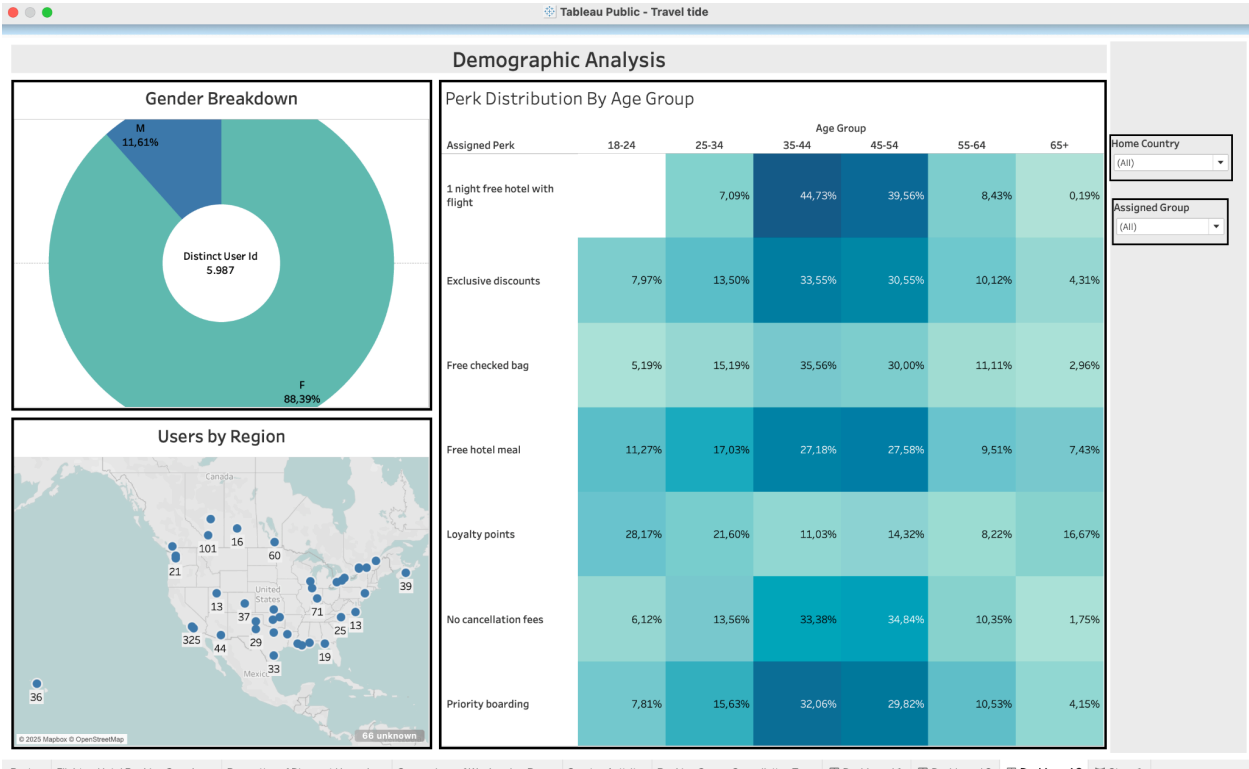 Tableau Public - Travel tide
Demographic Analysis
Gender Breakdown
M
11,61%
Distinct User Id
5.987
F
88,39%
Users by Region
Canada
United
States
Mexico
101
16
60
21
39
13
37
71
325
44
29
25
13
19
33
36
© 2025 Mapbox © OpenStreetMap
66 unknown
Perk Distribution By Age Group
Age Group
Assigned Perk 18-24 25-34 35-44 45-54 55-64 65+
1 night free hotel with
flight 7,09% 44,73% 39,56% 8,43% 0,19%
Exclusive discounts 7,97% 13,50% 33,55% 30,55% 10,12% 4,31%
Free checked bag 5,19% 15,19% 35,56% 30,00% 11,11% 2,96%
Free hotel meal 11,27% 17,03% 27,18% 27,58% 9,51% 7,43%
Loyalty points 28,17% 21,60% 11,03% 14,32% 8,22% 16,67%
No cancellation fees 6,12% 13,56% 33,38% 34,84% 10,35% 1,75%
Priority boarding 7,81% 15,63% 32,06% 29,82% 10,53% 4,15%
Home Country
(All)
Assigned Group
(All)